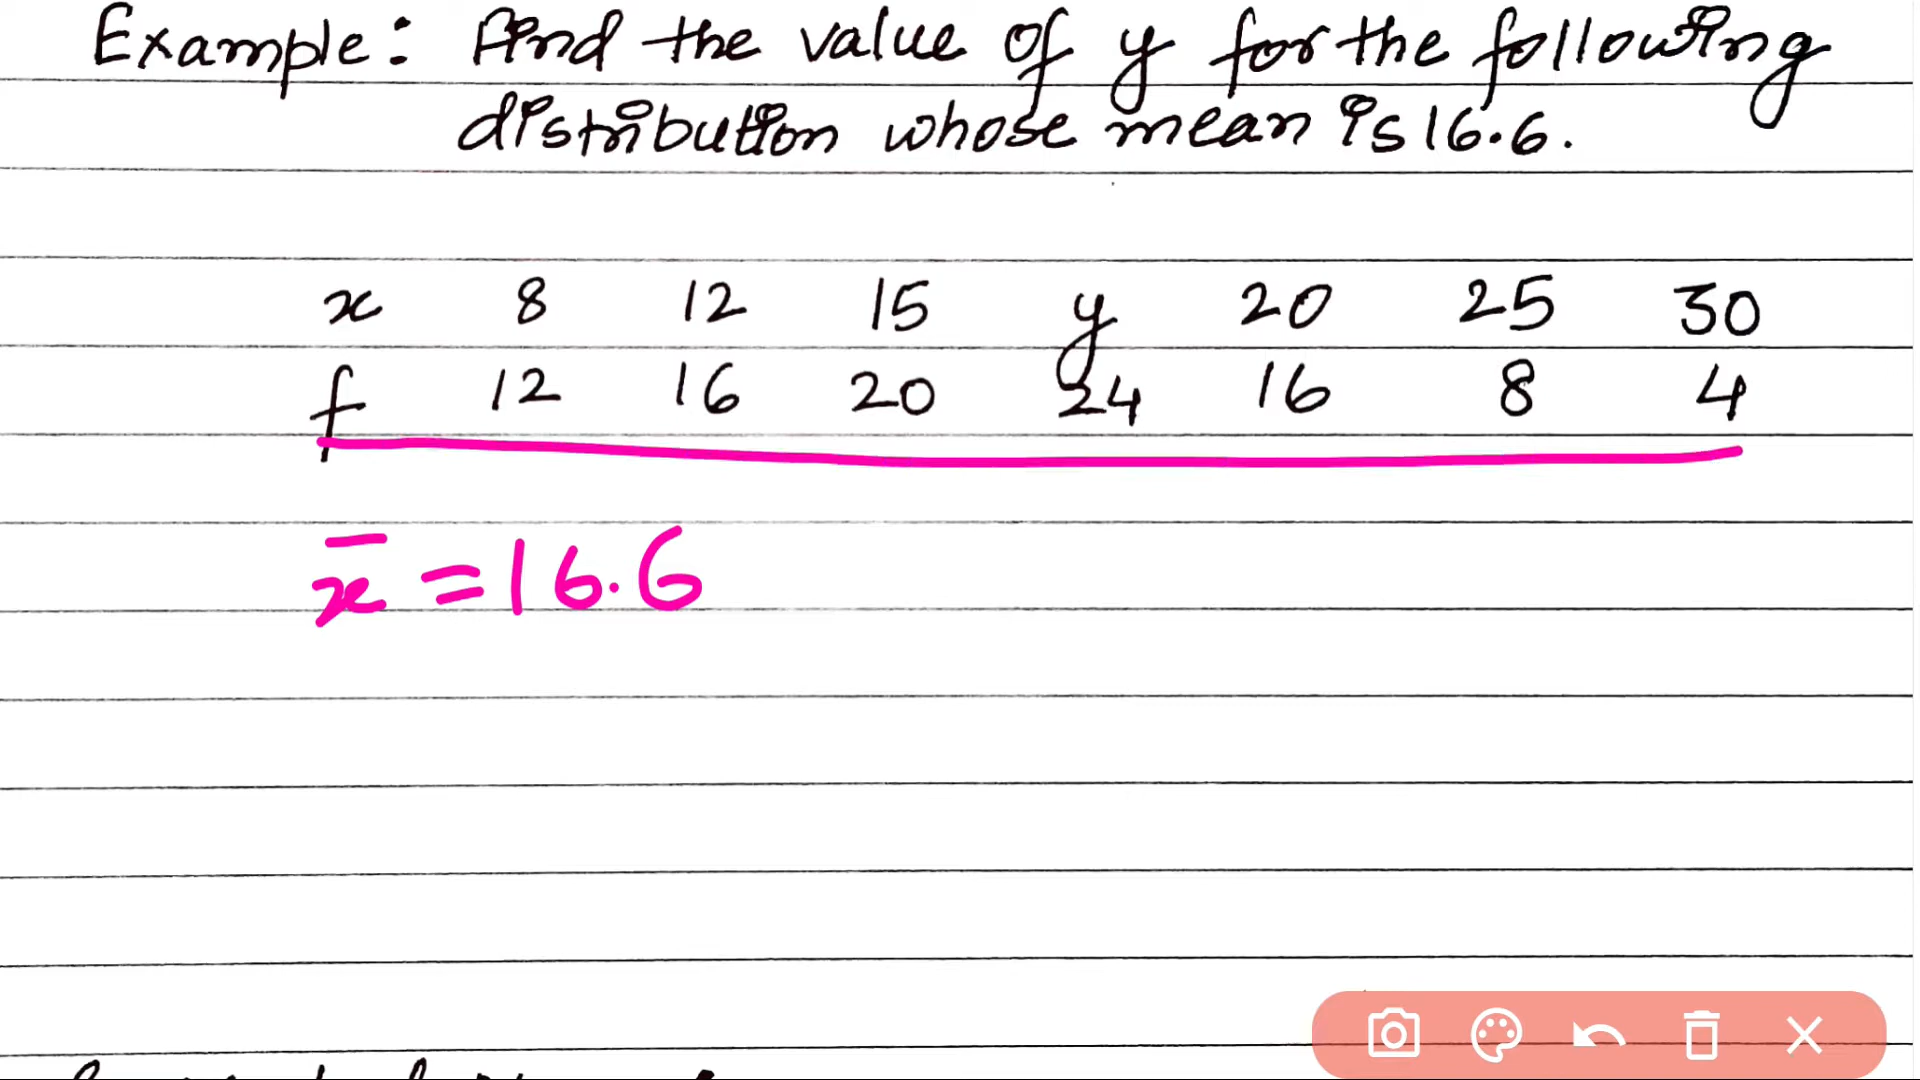 Example: Find the value of y for the following
distribution whose mean is 16.6.
x 8 12 15 y 20 25 30
f 12 16 20 24 16 8 4
x̄ = 16.6